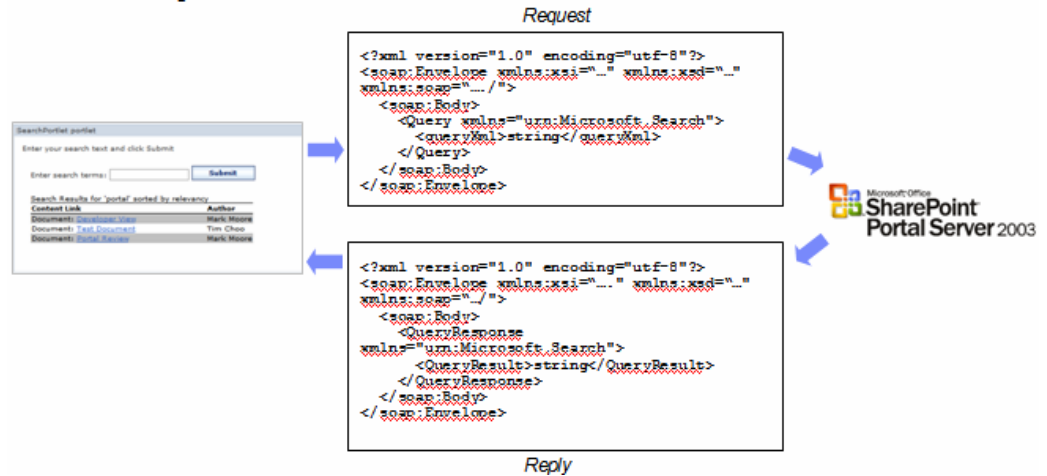 Request
<?xml version="1.0" encoding="utf-8"?>
<soap:Envelope xmlns:xsi="…" xmlns:xsd="…"
xmlns:soap="…./">
<soap:Body>
<Query xmlns="urn:Microsoft.Search">
<queryXml>string</queryXml>
</Query>
</soap:Body>
</soap:Envelope>
SearchPortlet portlet
Enter your search text and click Submit
Enter search terms: Submit
Search Results for 'portal' sorted by relevancy
Content Link Author
Document: Developer View Mark Moore
Document: Test Document Tim Choo
Document: Portal Review Mark Moore
Microsoft Office
SharePoint
Portal Server 2003
<?xml version="1.0" encoding="utf-8"?>
<soap:Envelope xmlns:xsi="…." xmlns:xsd="…"
xmlns:soap="…/">
<soap:Body>
<QueryResponse
xmlns="urn:Microsoft.Search">
<QueryResult>string</QueryResult>
</QueryResponse>
</soap:Body>
</soap:Envelope>
Reply